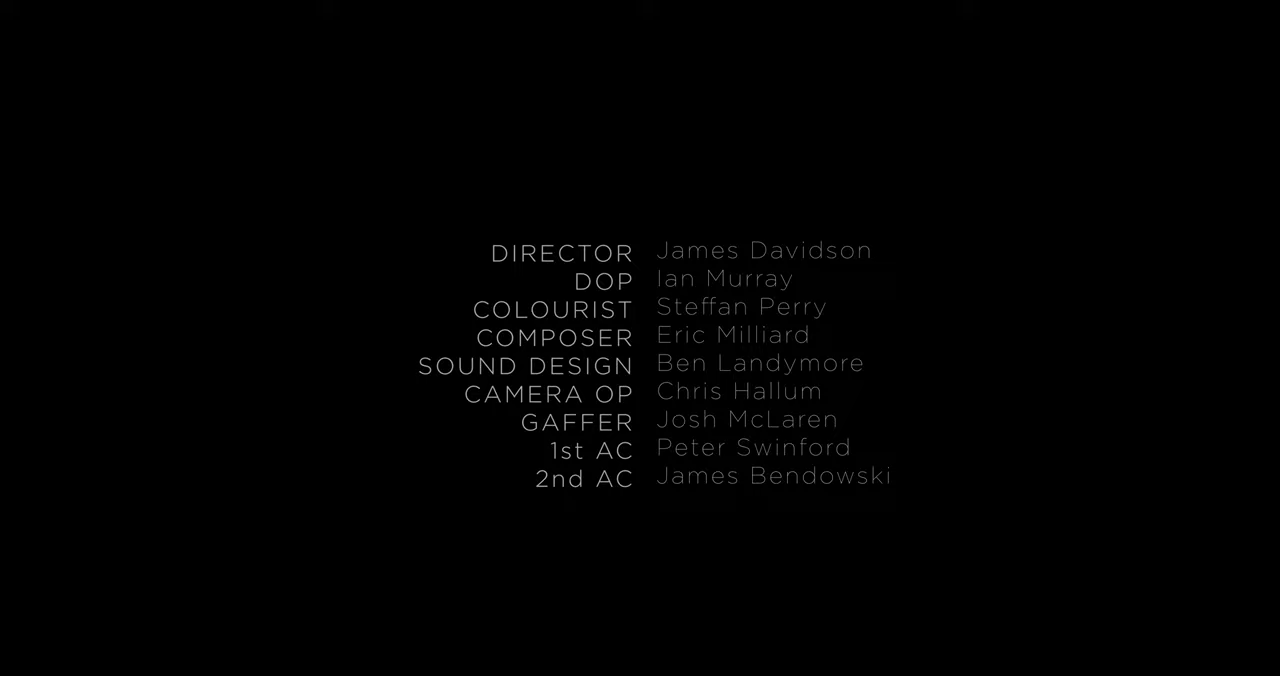 DIRECTOR James Davidson
DOP Ian Murray
COLOURIST Steffan Perry
COMPOSER Eric Milliard
SOUND DESIGN Ben Landymore
CAMERA OP Chris Hallum
GAFFER Josh McLaren
1st AC Peter Swinford
2nd AC James Bendowski